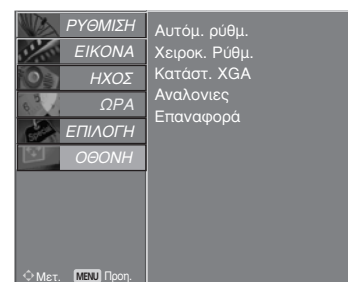 ΡΥΘΜΙΣΗ
ΕΙΚΟΝΑ
ΗΧΟΣ
ΩΡΑ
ΕΠΙΛΟΓΗ
ΟΘΟΝΗ
Αυτόμ. ρύθμ.
Χειροκ. Ρύθμ.
Κατάστ. XGA
Αναλονιες
Επαναφορά
Μετ. MENU Προη.